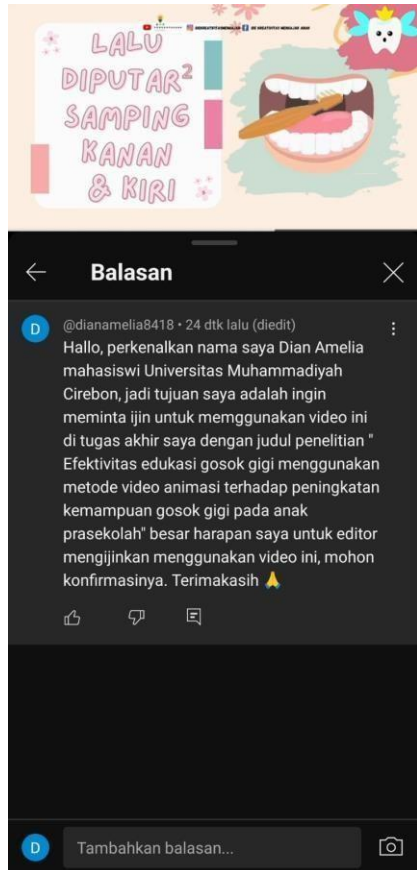 LALU
DIPUTAR²
SAMPING
KANAN
& KIRI
Balasan
D @dianamelia8418 • 24 dtk lalu (diedit)
Hallo, perkenalkan nama saya Dian Amelia
mahasiswi Universitas Muhammadiyah
Cirebon, jadi tujuan saya adalah ingin
meminta ijin untuk memggunakan video ini
di tugas akhir saya dengan judul penelitian "
Efektivitas edukasi gosok gigi menggunakan
metode video animasi terhadap peningkatan
kemampuan gosok gigi pada anak
prasekolah" besar harapan saya untuk editor
mengijinkan menggunakan video ini, mohon
konfirmasinya. Terimakasih 🙏
D Tambahkan balasan...